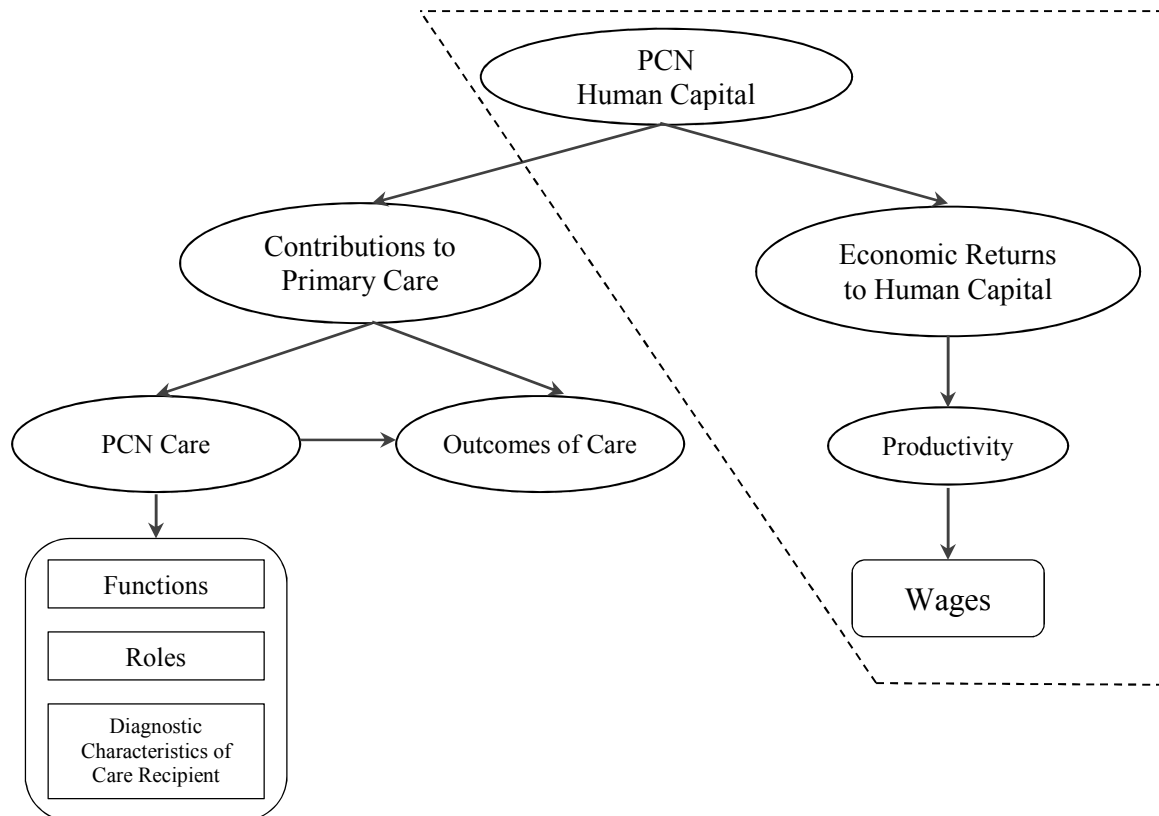 PCN
Human Capital
Contributions to
Primary Care
Economic Returns
to Human Capital
PCN Care
Outcomes of Care
Productivity
Functions
Roles
Diagnostic
Characteristics of
Care Recipient
Wages